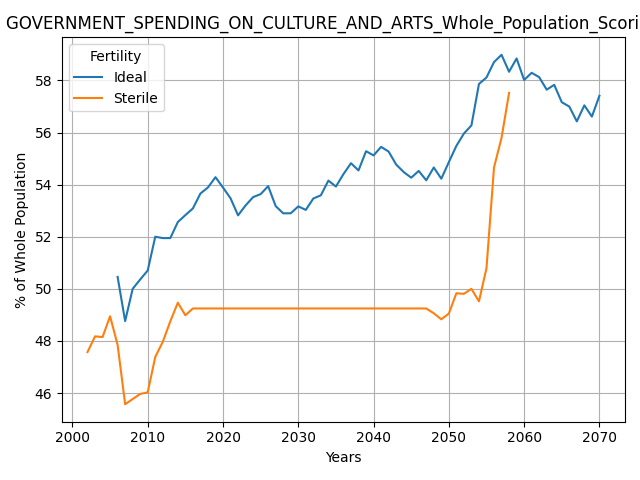 GOVERNMENT_SPENDING_ON_CULTURE_AND_ARTS_Whole_Population_Scori
Fertility
Ideal
Sterile
% of Whole Population
58
56
54
52
50
48
46
2000 2010 2020 2030 2040 2050 2060 2070
Years